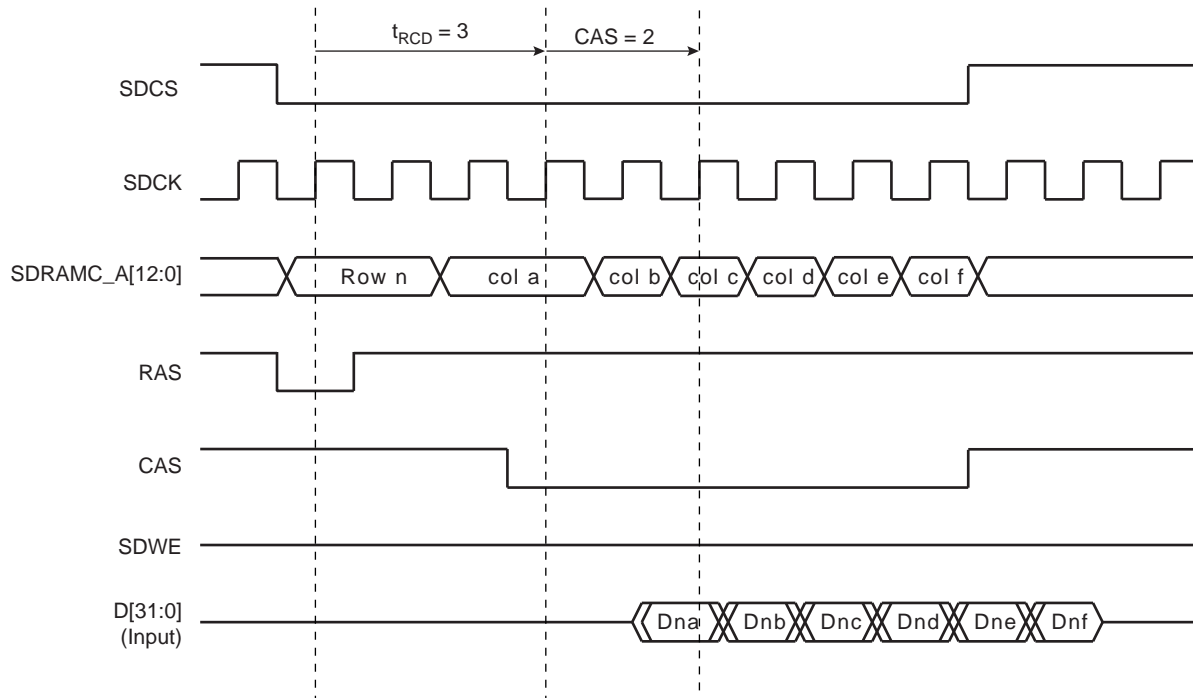 t_RCD = 3 CAS = 2
SDCS
SDCK
SDRAMC_A[12:0] Row n col a col b col c col d col e col f
RAS
CAS
SDWE
D[31:0]
(Input)
Dna Dnb Dnc Dnd Dne Dnf